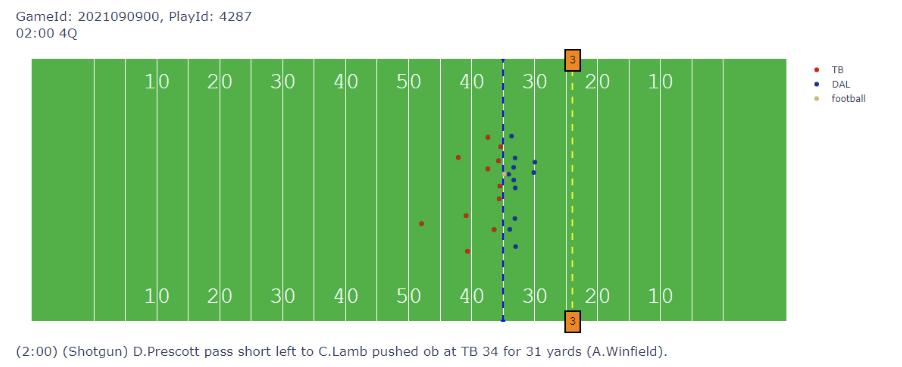 GameId: 2021090900, PlayId: 4287
02:00 4Q
3
10 20 30 40 50 40 30 20 10
TB
DAL
football
10 20 30 40 50 40 30 20 10
3
(2:00) (Shotgun) D.Prescott pass short left to C.Lamb pushed ob at TB 34 for 31 yards (A.Winfield).